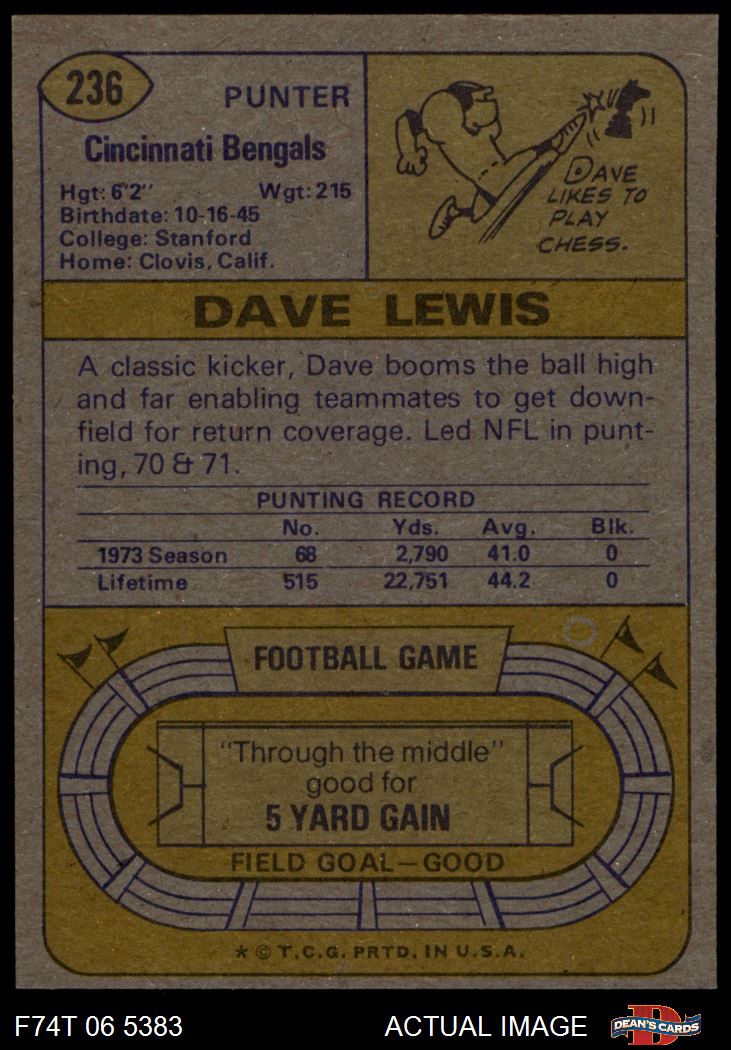 236
PUNTER
Cincinnati Bengals
Hgt: 6'2" Wgt: 215
Birthdate: 10-16-45
College: Stanford
Home: Clovis, Calif.
DAVE
LIKES TO
PLAY
CHESS.
DAVE LEWIS
A classic kicker, Dave booms the ball high
and far enabling teammates to get down-
field for return coverage. Led NFL in punt-
ing, 70 & 71.
PUNTING RECORD
No. Yds. Avg. Blk.
1973 Season 68 2,790 41.0 0
Lifetime 515 22,751 44.2 0
FOOTBALL GAME
"Through the middle"
good for
5 YARD GAIN
FIELD GOAL—GOOD
* © T.C.G. PRTD. IN U.S.A.
F74T 06 5383 ACTUAL IMAGE
D
DEAN'S CARDS